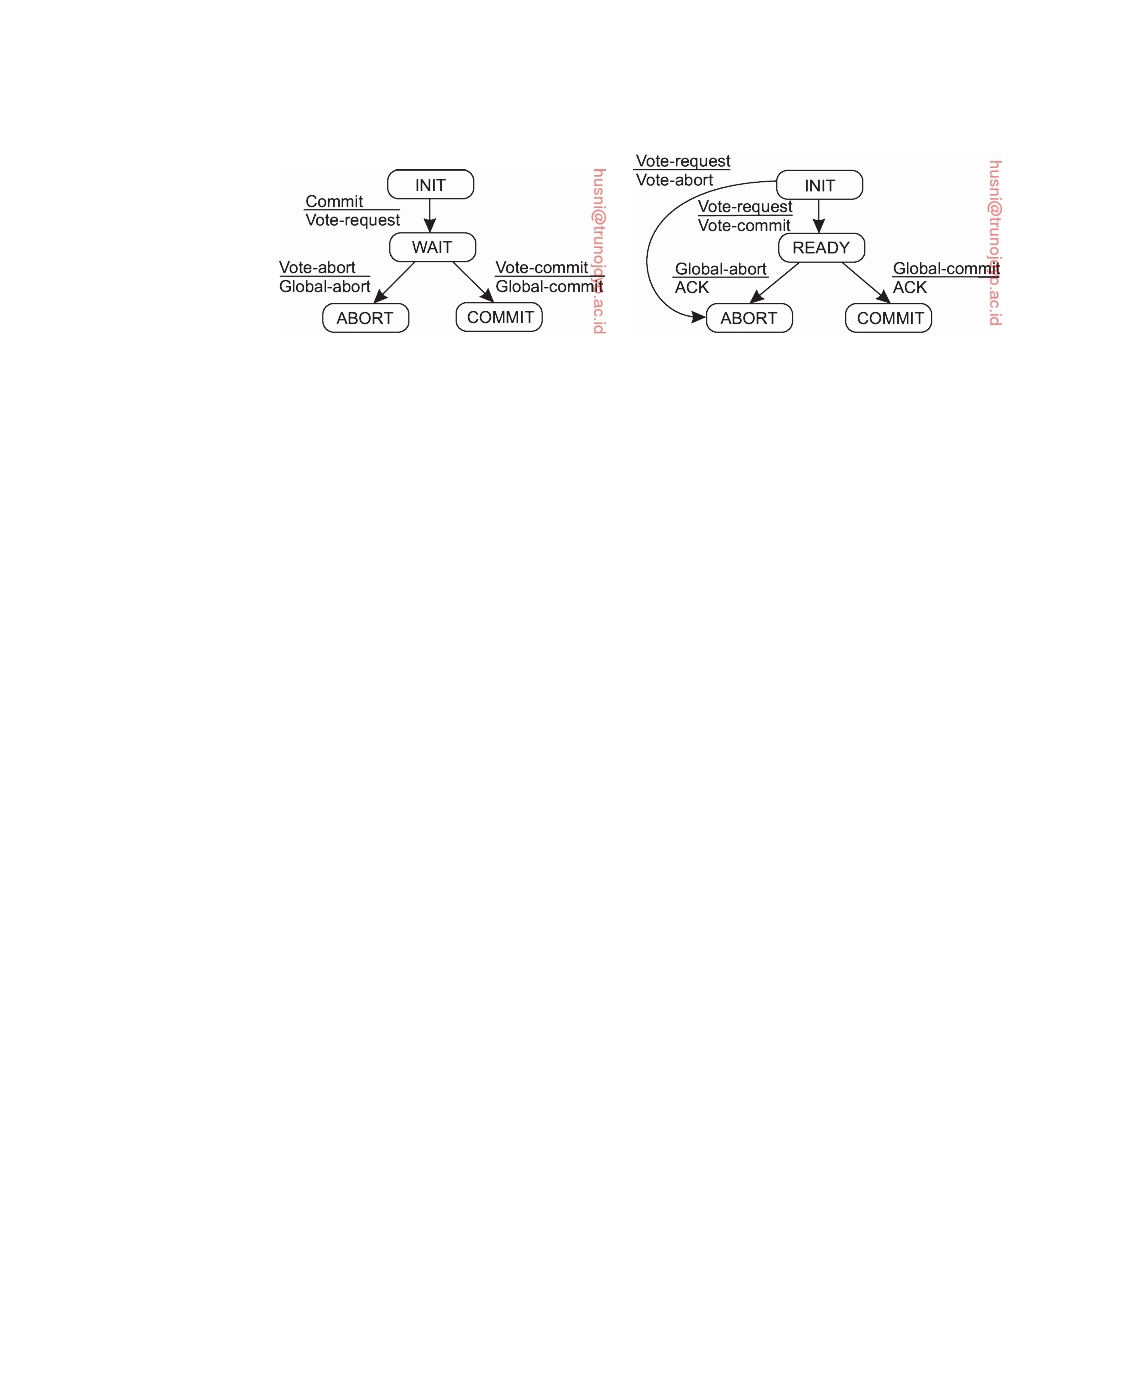 INIT
Commit
Vote-request
WAIT
Vote-abort
Global-abort
Vote-commit
Global-commit
ABORT
COMMIT
husni@trunojoyo.ac.id
Vote-request
Vote-abort
INIT
Vote-request
Vote-commit
READY
Global-abort
ACK
Global-commit
ACK
ABORT
COMMIT
husni@trunojoyo.ac.id